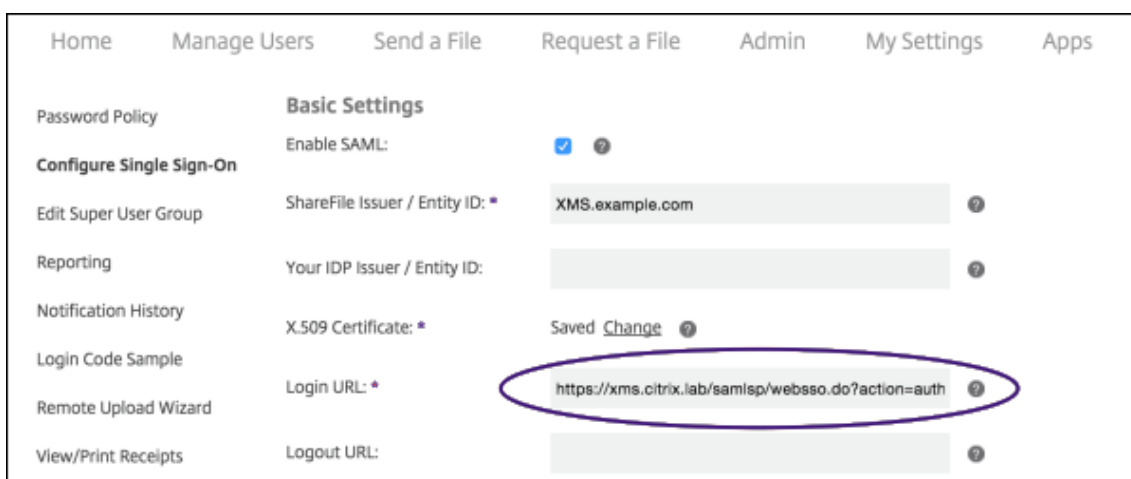 Home Manage Users Send a File Request a File Admin My Settings Apps
Password Policy
Configure Single Sign-On
Edit Super User Group
Reporting
Notification History
Login Code Sample
Remote Upload Wizard
View/Print Receipts
Basic Settings
Enable SAML: ?
ShareFile Issuer / Entity ID: * XMS.example.com ?
Your IDP Issuer / Entity ID: ?
X.509 Certificate: * Saved Change ?
Login URL: * https://xms.citrix.lab/samlsp/websso.do?action=auth ?
Logout URL: ?